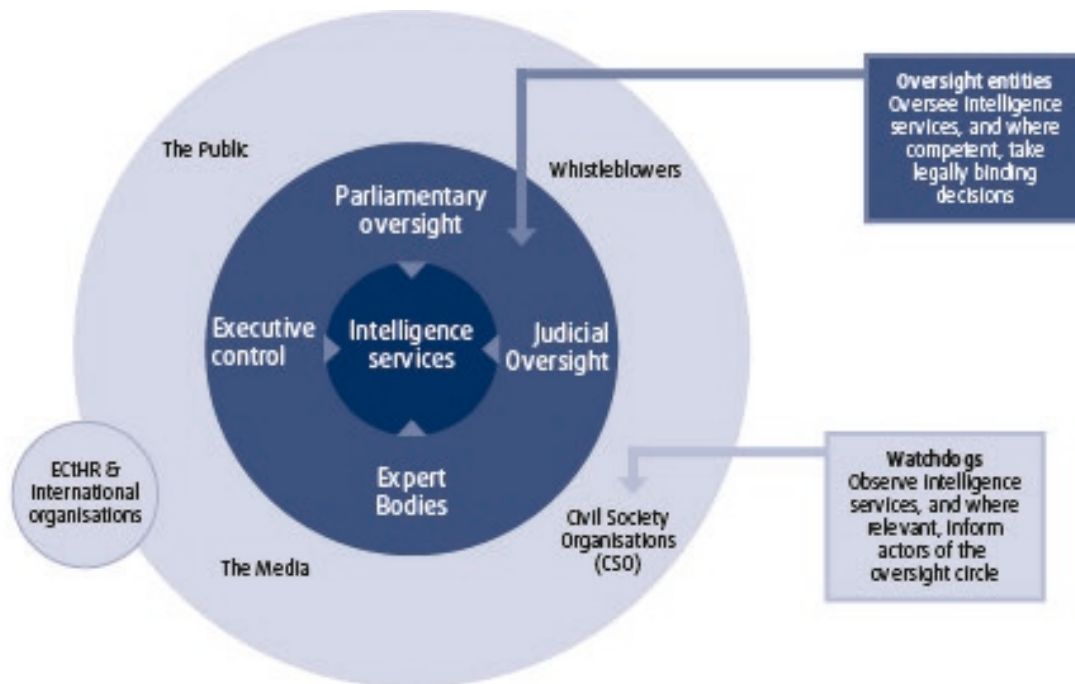 Oversight entities
Oversee intelligence
services, and where
competent, take
legally binding
decisions
The Public
Whistleblowers
Parliamentary
oversight
Executive
control
Intelligence
services
Judicial
Oversight
Expert
Bodies
ECtHR &
International
organisations
The Media
Civil Society
Organisations
(CSO)
Watchdogs
Observe intelligence
services, and where
relevant, inform
actors of the
oversight circle